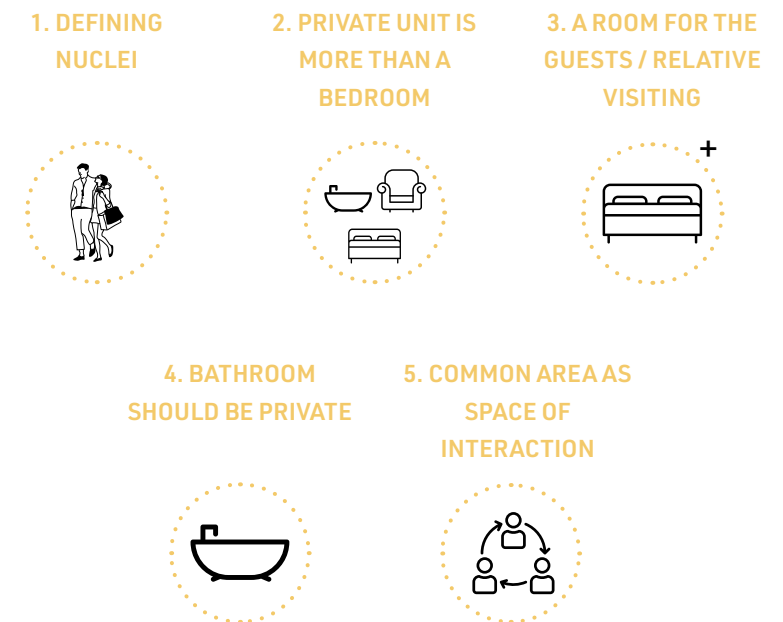 1. DEFINING
NUCLEI
2. PRIVATE UNIT IS
MORE THAN A
BEDROOM
3. A ROOM FOR THE
GUESTS / RELATIVE
VISITING
+
4. BATHROOM
SHOULD BE PRIVATE
5. COMMON AREA AS
SPACE OF
INTERACTION